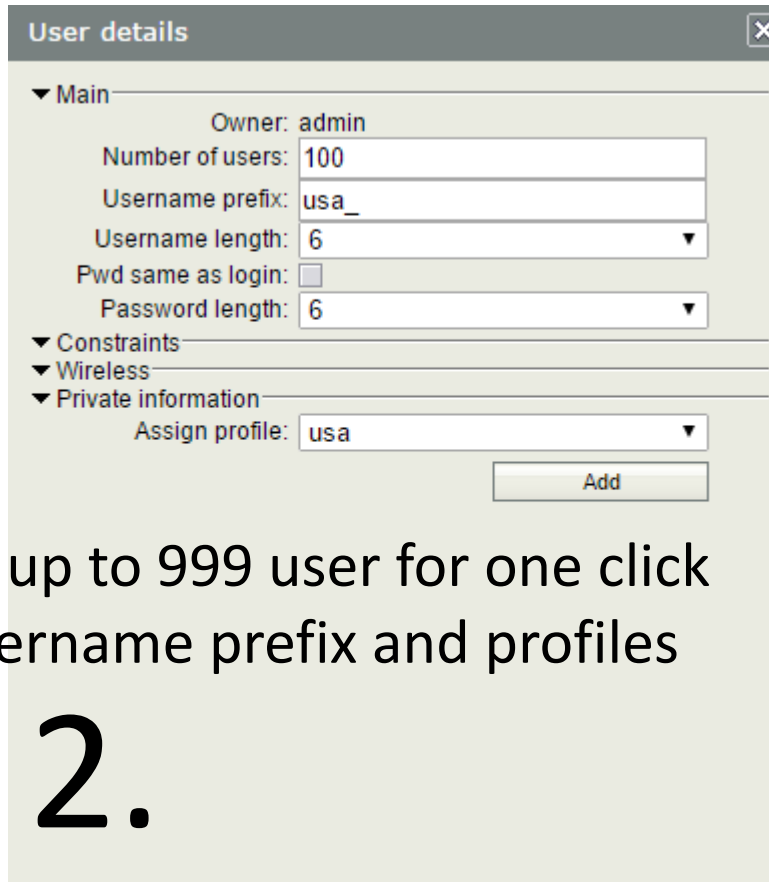 User details
Main
Owner: admin
Number of users: 100
Username prefix: usa_
Username length: 6
Pwd same as login:
Password length: 6
Constraints
Wireless
Private information
Assign profile: usa
Add
up to 999 user for one click
ername prefix and profiles
2.